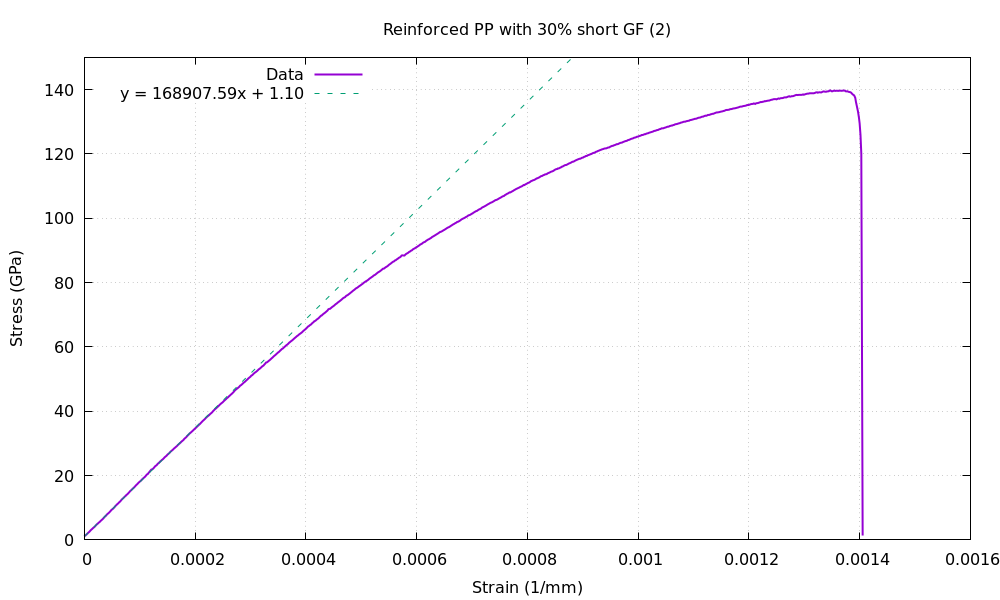 Reinforced PP with 30% short GF (2)
Data
y = 168907.59x + 1.10
140
120
100
80
60
40
20
0
Stress (GPa)
0 0.0002 0.0004 0.0006 0.0008 0.001 0.0012 0.0014 0.0016
Strain (1/mm)